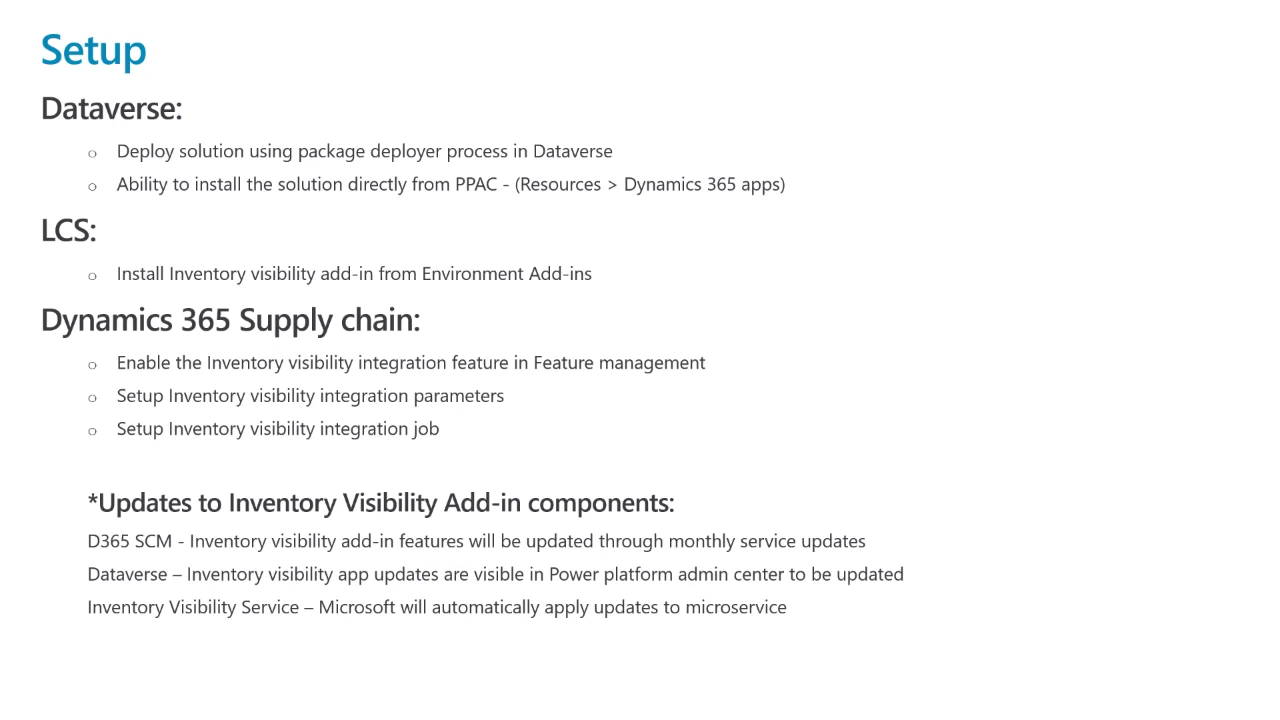 Setup
Dataverse:
o Deploy solution using package deployer process in Dataverse
o Ability to install the solution directly from PPAC - (Resources > Dynamics 365 apps)
LCS:
o Install Inventory visibility add-in from Environment Add-ins
Dynamics 365 Supply chain:
o Enable the Inventory visibility integration feature in Feature management
o Setup Inventory visibility integration parameters
o Setup Inventory visibility integration job
*Updates to Inventory Visibility Add-in components:
D365 SCM - Inventory visibility add-in features will be updated through monthly service updates
Dataverse – Inventory visibility app updates are visible in Power platform admin center to be updated
Inventory Visibility Service – Microsoft will automatically apply updates to microservice